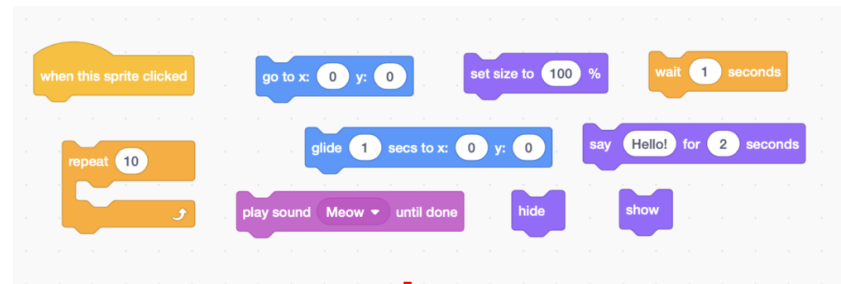 when this sprite clicked
go to x: 0 y: 0
set size to 100 %
wait 1 seconds
repeat 10
glide 1 secs to x: 0 y: 0
say Hello! for 2 seconds
play sound Meow until done
hide
show